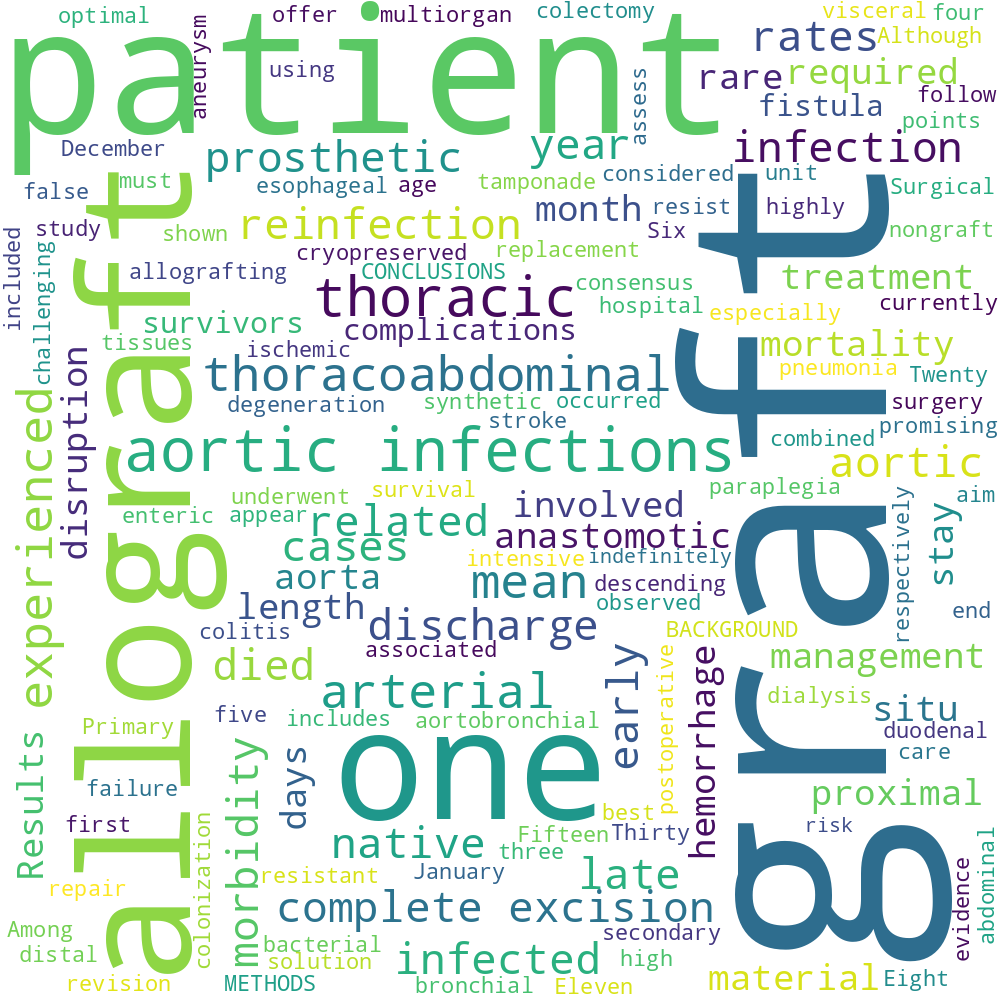 optimal
offer
multiorgan
colectomy
visceral
four
patient
aneurysm
using
assess
rates
Although
rare
required
follow
fistula
points
December
prosthetic
year
infection
false
must
esophageal
age
tamponade
considered
unit
Surgical
allograft
reinfection
month
resist
highly
graft
study
shown
Six
nongraft
included
cryopreserved
replacement
challenging
allografting
CONCLUSIONS
consensus
treatment
thoracic
hospital
especially
currently
survivors
complications
tissues
ischemic
mortality
disruption
thoracoabdominal
pneumonia
Twenty
experienced
degeneration
synthetic
occurred
surgery
stroke
promising
aortic infections
combined
aortic
underwent
survival
paraplegia
aim
enteric
appear
related
involved
respectively
stay
cases
anastomotic
intensive
indefinitely
aorta
mean
descending
length
observed
end
colitis
discharge
BACKGROUND
associated
died
early
hemorrhage
management
arterial
postoperative
dialysis
situ
Primary
five
includes
aortobronchial
duodenal
Results
morbidity
days
one
care
failure
proximal
first
best
risk
colonization
native
Fifteen
Thirty
three
abdominal
evidence
repair
resistant
January
late
complete excision
material
Among
bacterial
infected
secondary
distal
solution
high
revision
METHODS
bronchial
Eleven
Eight